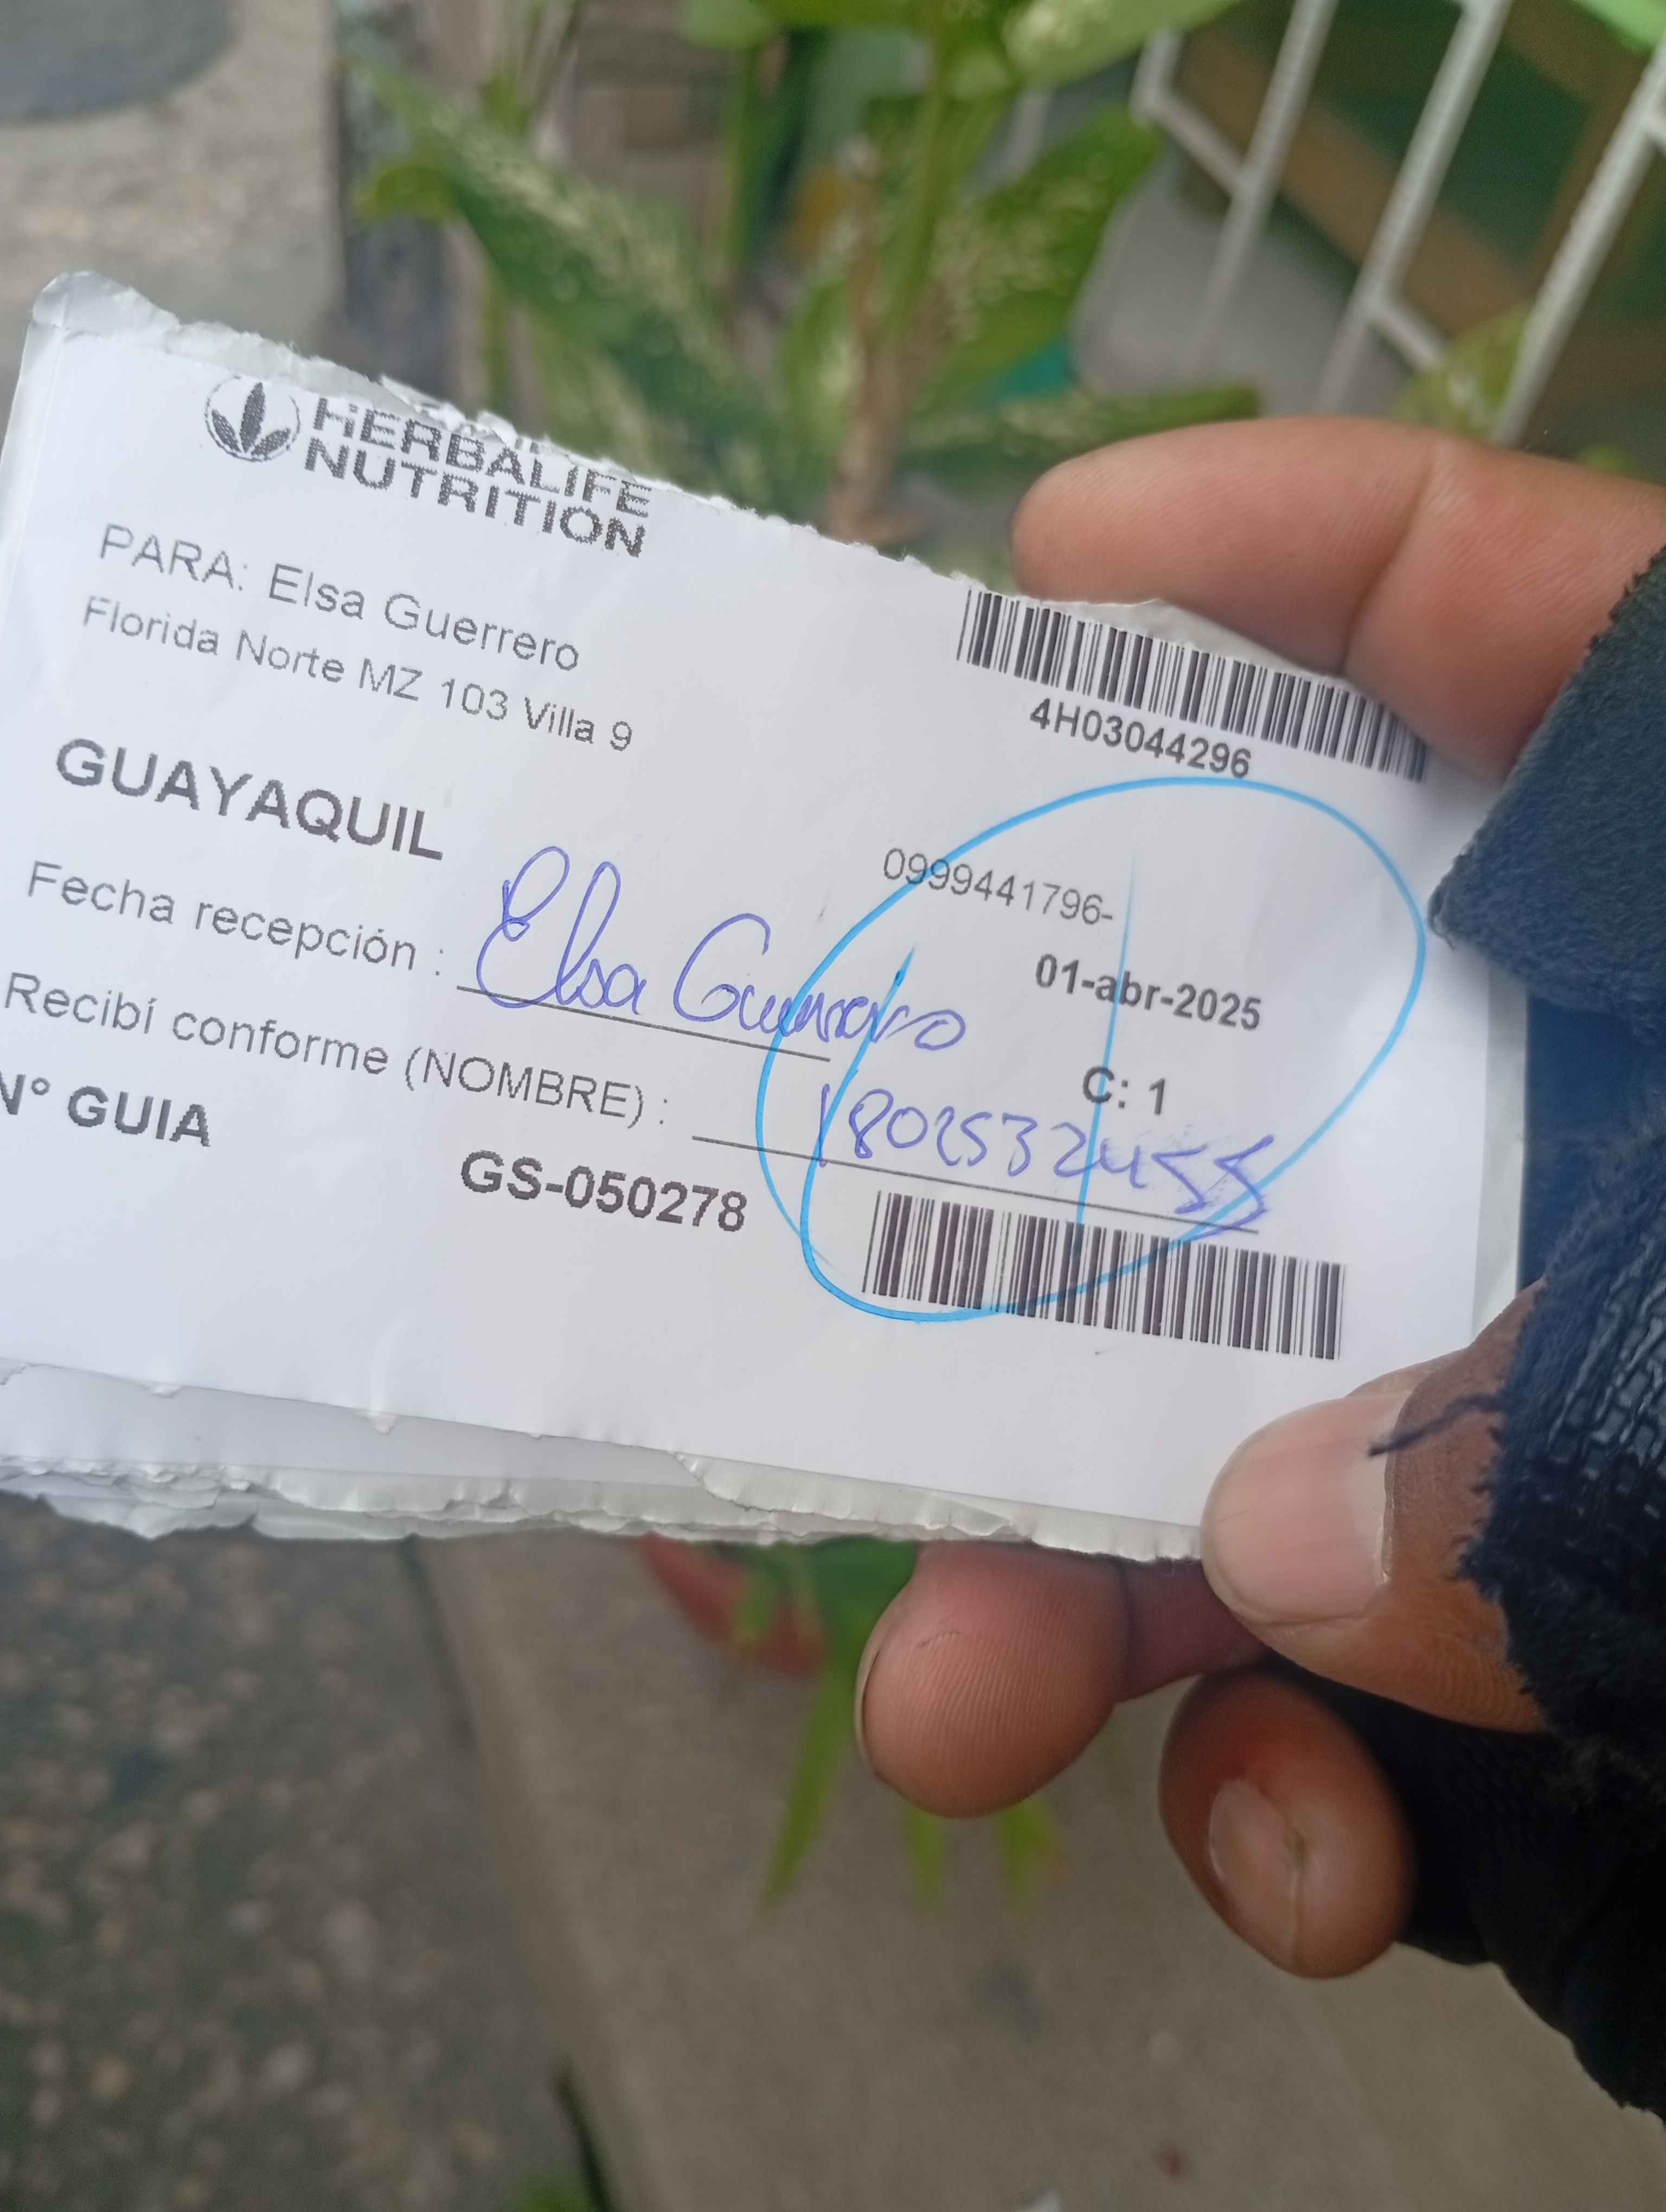 HERBALIFE
NUTRITION
PARA: Elsa Guerrero
Florida Norte MZ 103 Villa 9
4H03044296
GUAYAQUIL
0999441796-
Fecha recepción : Elsa Guerrero
01-abr-2025
C: 1
Recibí conforme (NOMBRE) : 1802532455
N° GUIA
GS-050278